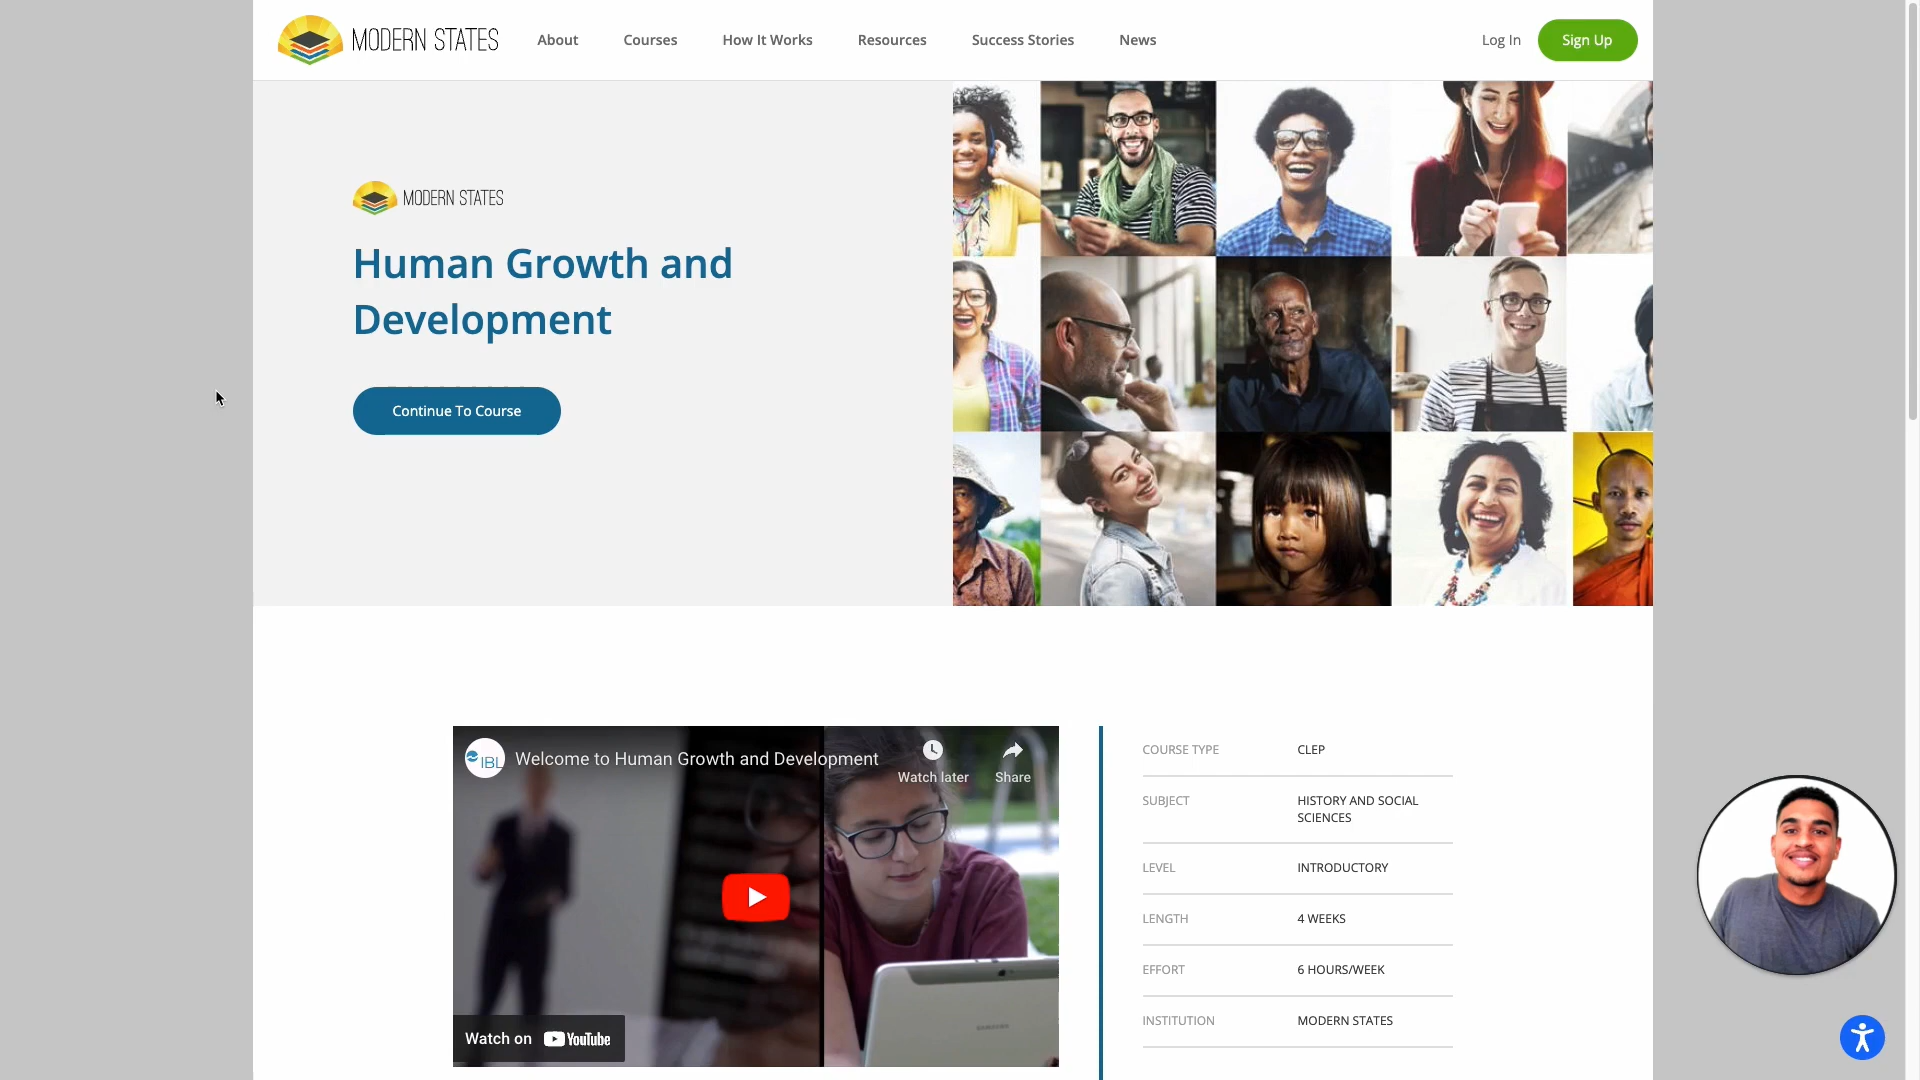 MODERN STATES
About
Courses
How It Works
Resources
Success Stories
News
Log In
Sign Up
MODERN STATES
Human Growth and
Development
Continue To Course
IBL
Welcome to Human Growth and Development
Watch later
Share
SAMSUNG
Watch on YouTube
COURSE TYPE CLEP
SUBJECT HISTORY AND SOCIAL
SCIENCES
LEVEL INTRODUCTORY
LENGTH 4 WEEKS
EFFORT 6 HOURS/WEEK
INSTITUTION MODERN STATES